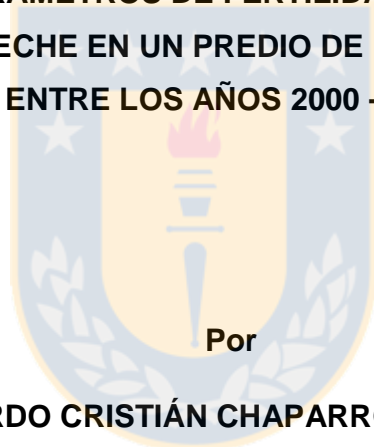 ECHE EN UN PREDIO DE
ENTRE LOS AÑOS 2000 -
Por
RDO CRISTIÁN CHAPARR